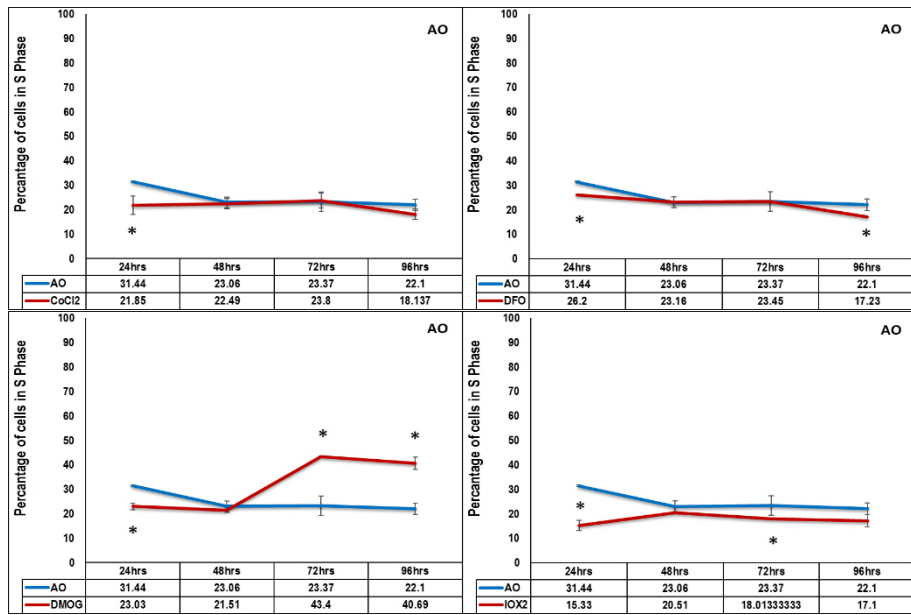 AO
Percentage of cells in S Phase
100
90
80
70
60
50
40
30
20
10
0
*
24hrs 48hrs 72hrs 96hrs
AO 31.44 23.06 23.37 22.1
CoCl2 21.85 22.49 23.8 18.137
AO
Percentage of cells in S Phase
100
90
80
70
60
50
40
30
20
10
0
* *
24hrs 48hrs 72hrs 96hrs
AO 31.44 23.06 23.37 22.1
DFO 26.2 23.16 23.45 17.23
AO
Percentage of cells in S Phase
100
90
80
70
60
50
40
30
20
10
0
* *
*
24hrs 48hrs 72hrs 96hrs
AO 31.44 23.06 23.37 22.1
DMOG 23.03 21.51 43.4 40.69
AO
Percentage of cells in S Phase
100
90
80
70
60
50
40
30
20
10
0
*
*
24hrs 48hrs 72hrs 96hrs
AO 31.44 23.06 23.37 22.1
IOX2 15.33 20.51 18.01333333 17.1